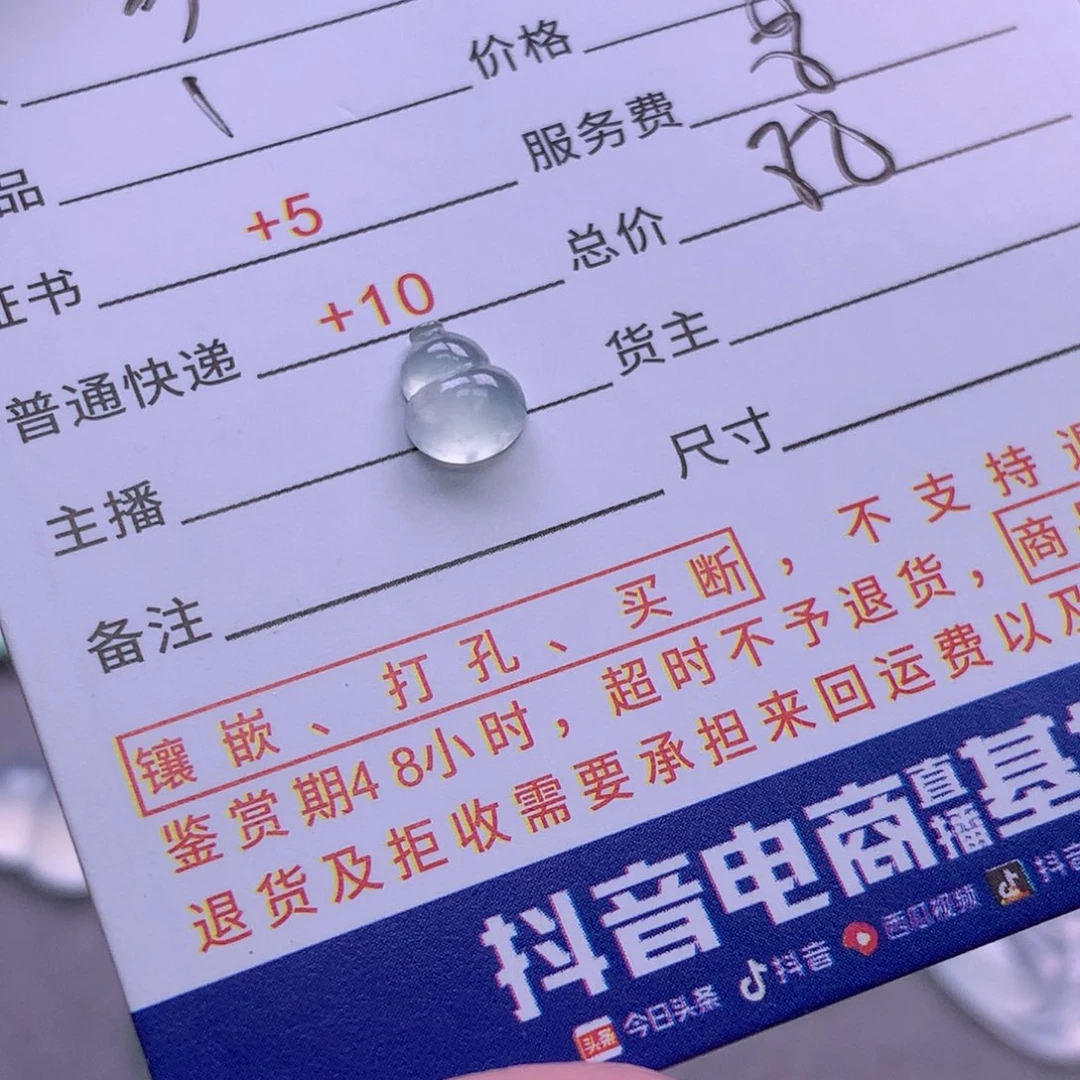 价格
1
品
服务费 8
+5
证书
总价 88
+10
普通快递
货主
主播
尺寸
备注
镶嵌、打孔、买断，不支持退
鉴赏期48小时，超时不予退货，商
退货及拒收需要承担来回运费以及
抖音电商直播基
今日头条 抖音 西瓜视频 抖音